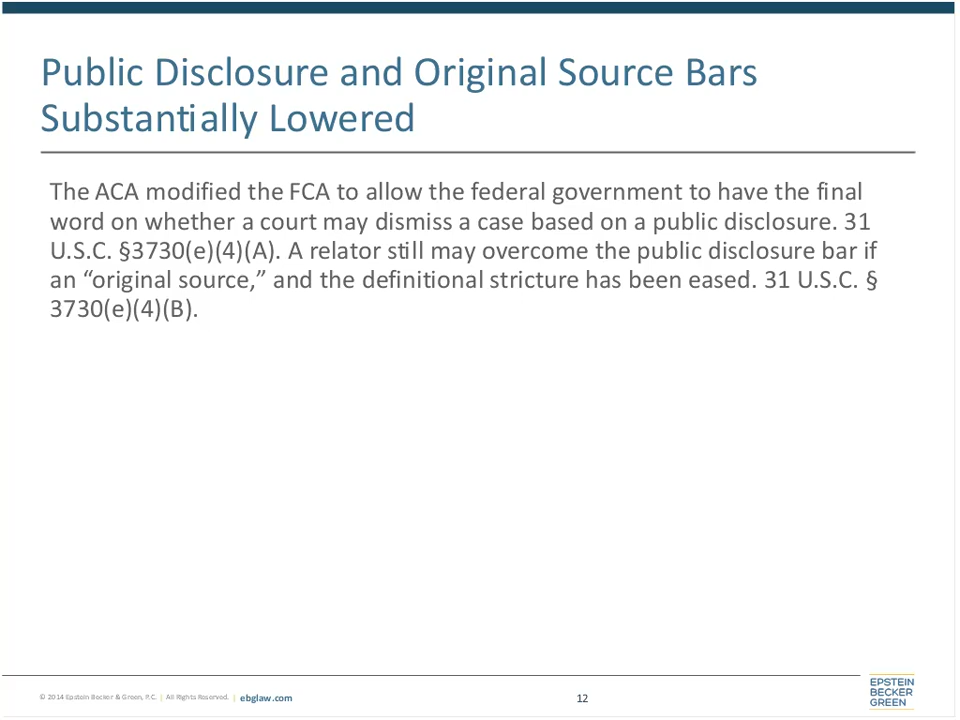 Public Disclosure and Original Source Bars
Substantially Lowered
The ACA modified the FCA to allow the federal government to have the final
word on whether a court may dismiss a case based on a public disclosure. 31
U.S.C. §3730(e)(4)(A). A relator still may overcome the public disclosure bar if
an “original source,” and the definitional stricture has been eased. 31 U.S.C. §
3730(e)(4)(B).
© 2014 Epstein Becker & Green, P.C. | All Rights Reserved. | ebglaw.com
12
EPSTEIN
BECKER
GREEN